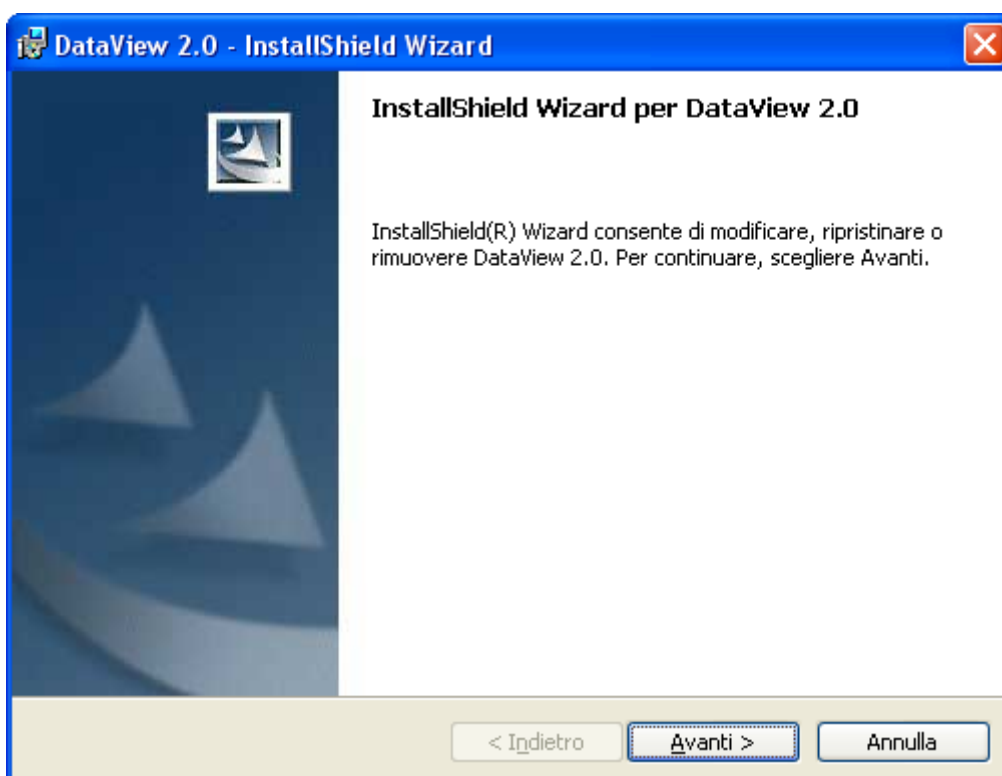 DataView 2.0 - InstallShield Wizard
InstallShield Wizard per DataView 2.0
InstallShield(R) Wizard consente di modificare, ripristinare o
rimuovere DataView 2.0. Per continuare, scegliere Avanti.
< Indietro
Avanti >
Annulla